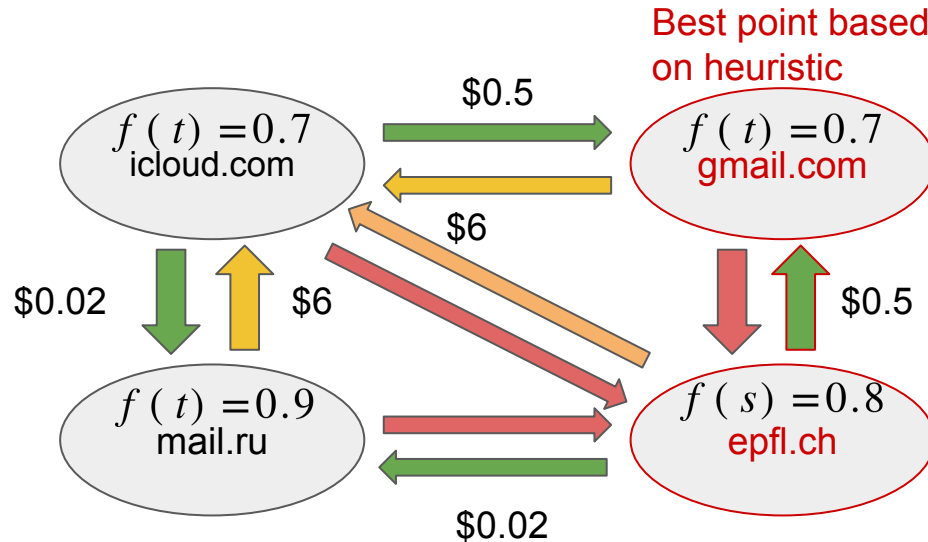 Best point based
on heuristic
$0.5
f ( t ) =0.7
icloud.com
f ( t ) =0.7
gmail.com
$6
$0.02
$6
$0.5
f ( t ) =0.9
mail.ru
f ( s ) =0.8
epfl.ch
$0.02